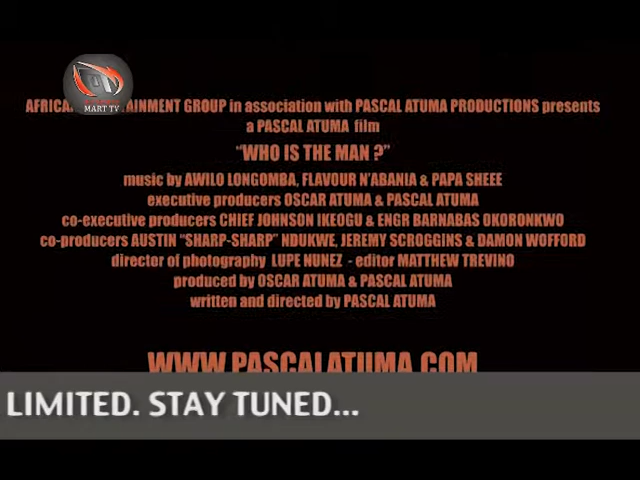 MART TV
AFRICA TAINMENT GROUP in association with PASCAL ATUMA PRODUCTIONS presents
a PASCAL ATUMA film
"WHO IS THE MAN ?"
music by AWILO LONGOMBA, FLAVOUR N'ABANIA & PAPA SHEEE
executive producers OSCAR ATUMA & PASCAL ATUMA
co-executive producers CHIEF JOHNSON IKEOGU & ENGR BARNABAS OKORONKWO
co-producers AUSTIN "SHARP-SHARP" NDUKWE, JEREMY SCROGGINS & DAMON WOFFORD
director of photography LUPE NUNEZ - editor MATTHEW TREVINO
produced by OSCAR ATUMA & PASCAL ATUMA
written and directed by PASCAL ATUMA
WWW.PASCALATUMA.COM
LIMITED. STAY TUNED...